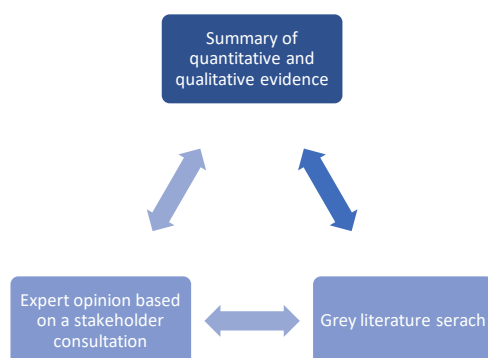 Summary of
quantitative and
qualitative evidence
Expert opinion based
on a stakeholder
consultation
Grey literature serach